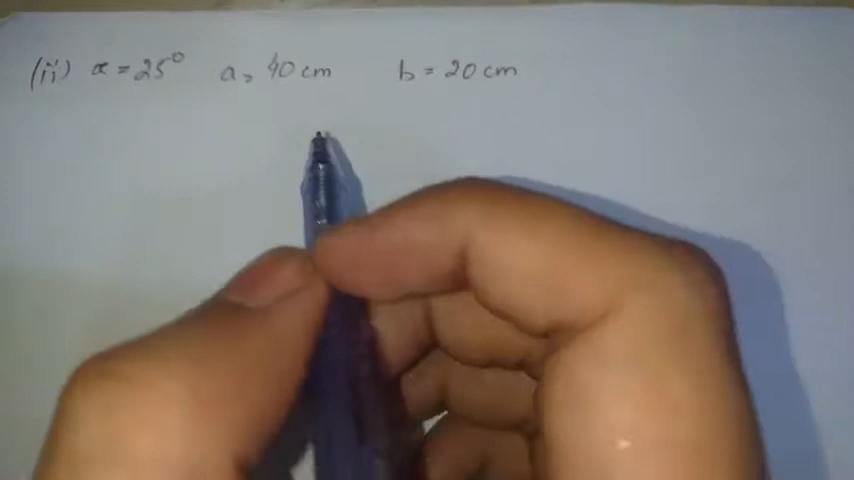 (ii) α = 25° a = 40 cm b = 20 cm